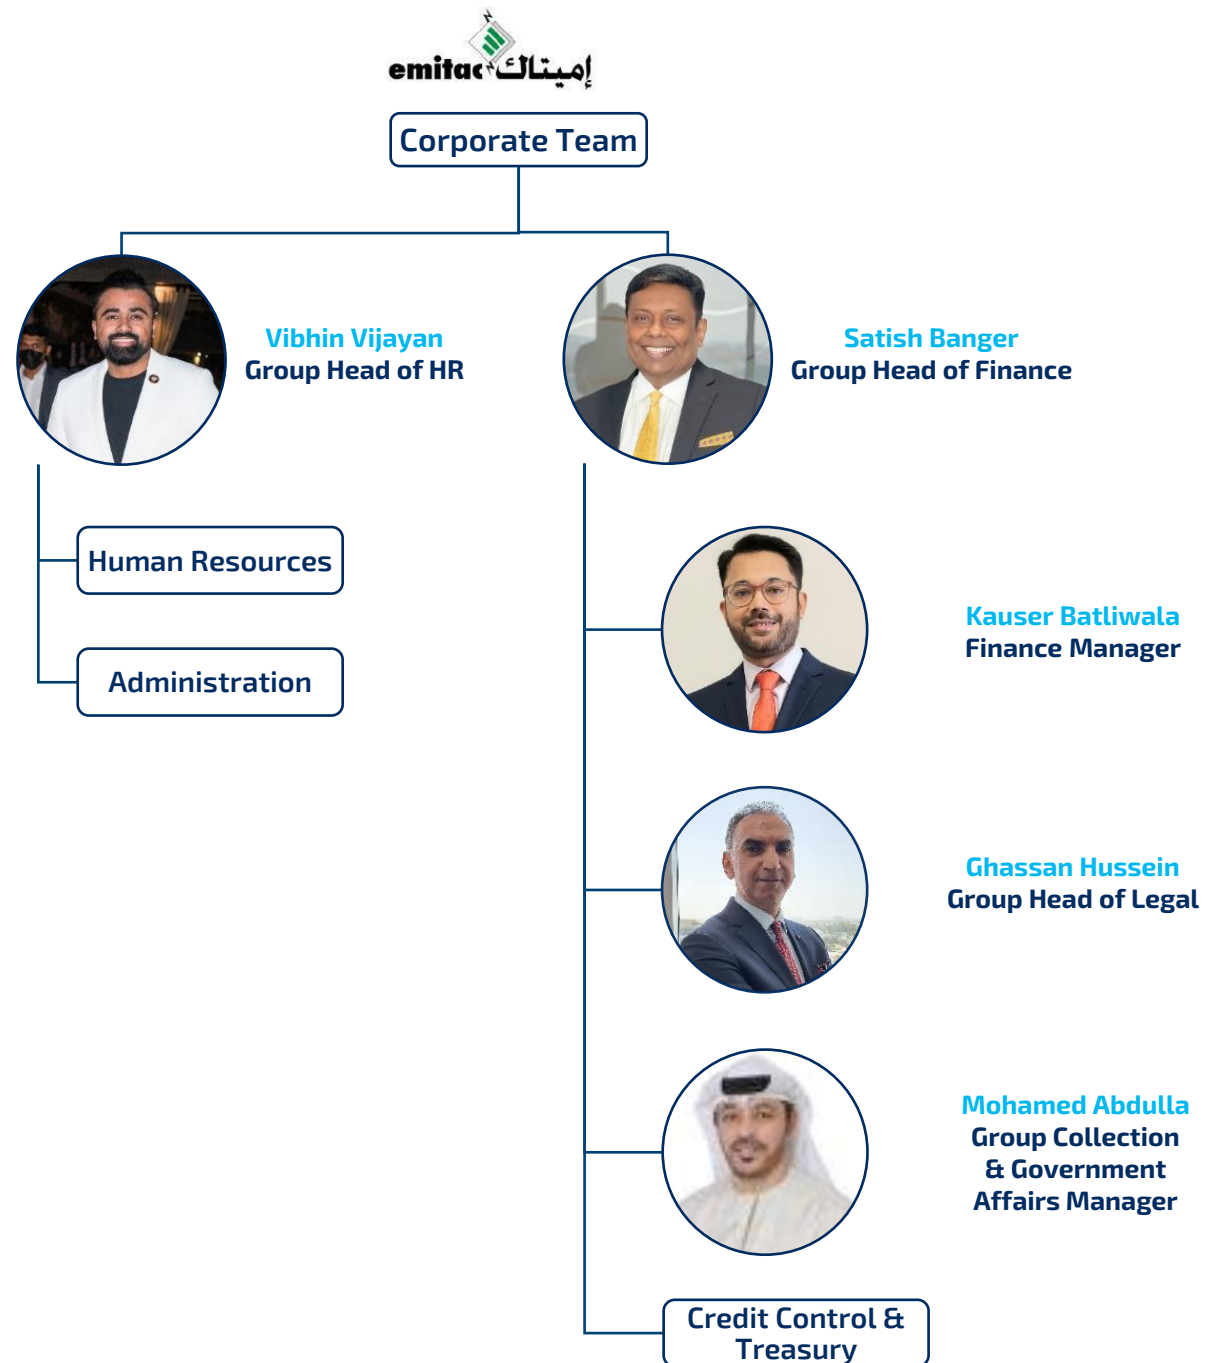 emitac إميتاك
Corporate Team
Vibhin Vijayan
Group Head of HR
Satish Banger
Group Head of Finance
Human Resources
Administration
Kauser Batliwala
Finance Manager
Ghassan Hussein
Group Head of Legal
Mohamed Abdulla
Group Collection
& Government
Affairs Manager
Credit Control &
Treasury